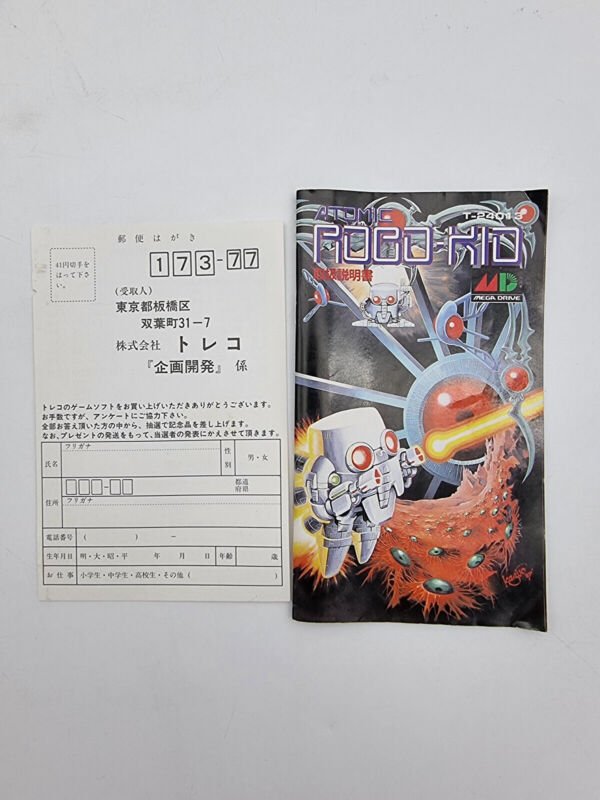 郵便はがき
41円切手を
はって下さ
い。
173-77
(受取人)
東京都板橋区
双葉町31-7
株式会社 トレコ
『企画開発』 係
トレコのゲームソフトをお買い上げいただきありがとうございます。
お手数ですが、アンケートにご協力下さい。
全部お答え頂いた方の中から、抽選で記念品を差し上げます。
なお、プレゼントの発送をもって、当選者の発表にかえさせて頂きます。
フリガナ
氏名
性別
男・女
住所
都道
府県
フリガナ
電話番号 ( ) −
生年月日 明・大・昭・平 年 月 日 年齢 歳
お仕事 小学生・中学生・高校生・その他 ( )
ATOMIC
ROBO-KID
T-24013
取扱説明書
MD
MEGA DRIVE